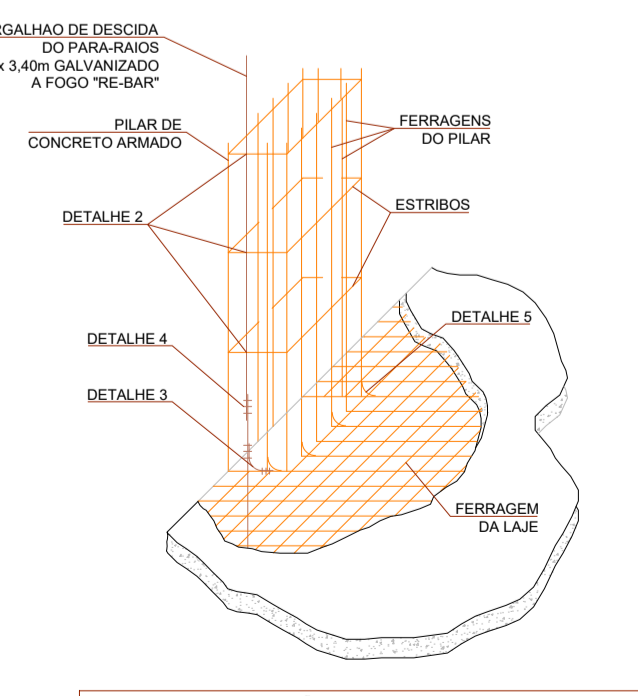 DE DESCIDA
DO PARA-RAIOS
x 3,40m GALVANIZADO
A FOGO "RE-BAR"
PILAR DE
CONCRETO ARMADO
FERRAGENS
DO PILAR
DETALHE 2
ESTRIBOS
DETALHE 5
DETALHE 4
DETALHE 3
FERRAGEM
DA LAJE